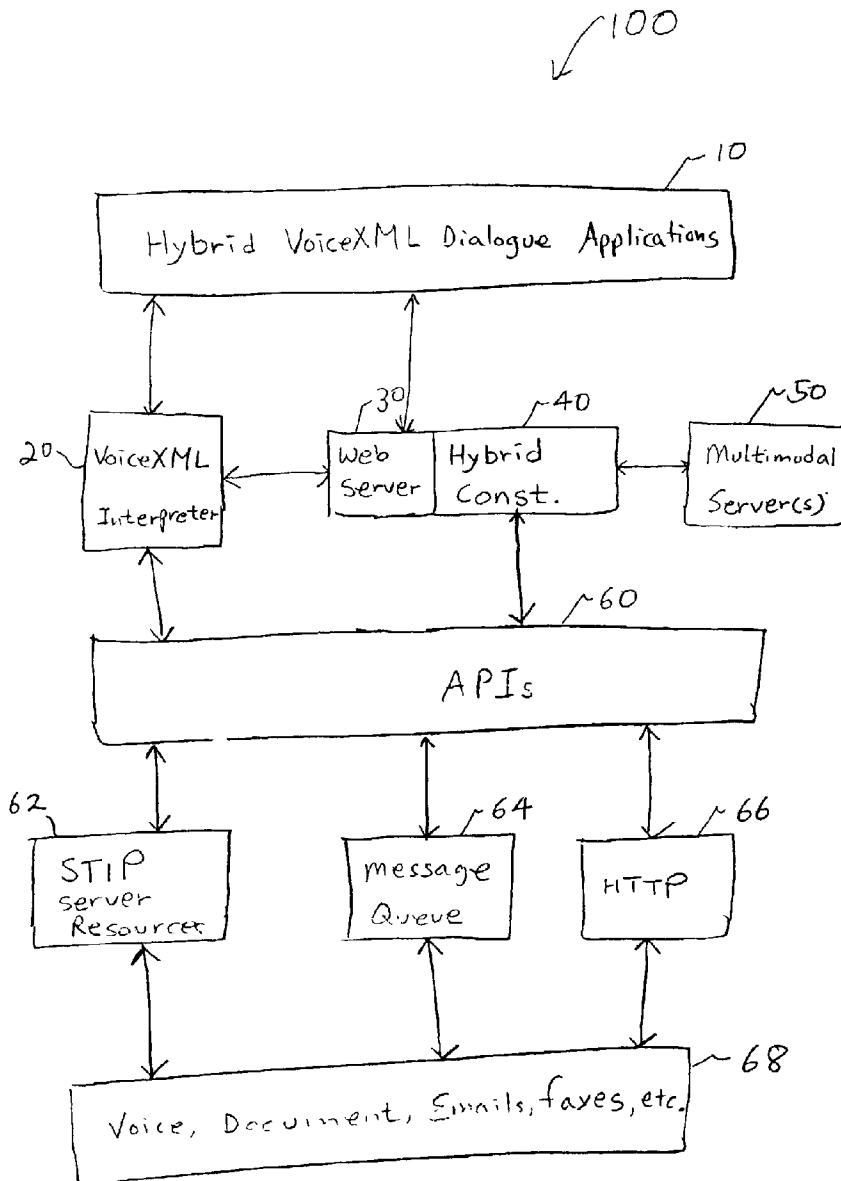 100
10
Hybrid VoiceXML Dialogue Applications
20
VoiceXML
Interpreter
30
Web
Server
40
Hybrid
Const.
50
Multimodal
Server(s)
60
APIs
62
STIP
Server
Resources
64
Message
Queue
66
HTTP
68
Voice, Document, Emails, faxes, etc.